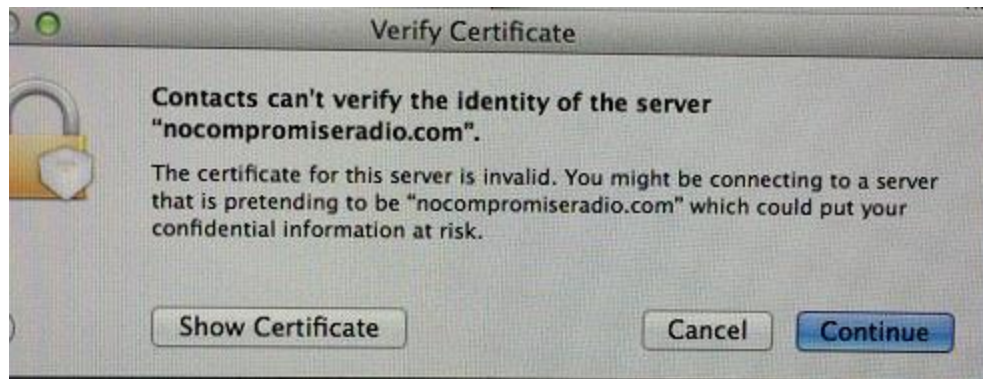 Verify Certificate
Contacts can't verify the identity of the server
"nocompromiseradio.com".
The certificate for this server is invalid. You might be connecting to a server
that is pretending to be “nocompromiseradio.com” which could put your
confidential information at risk.
Show Certificate
Cancel
Continue